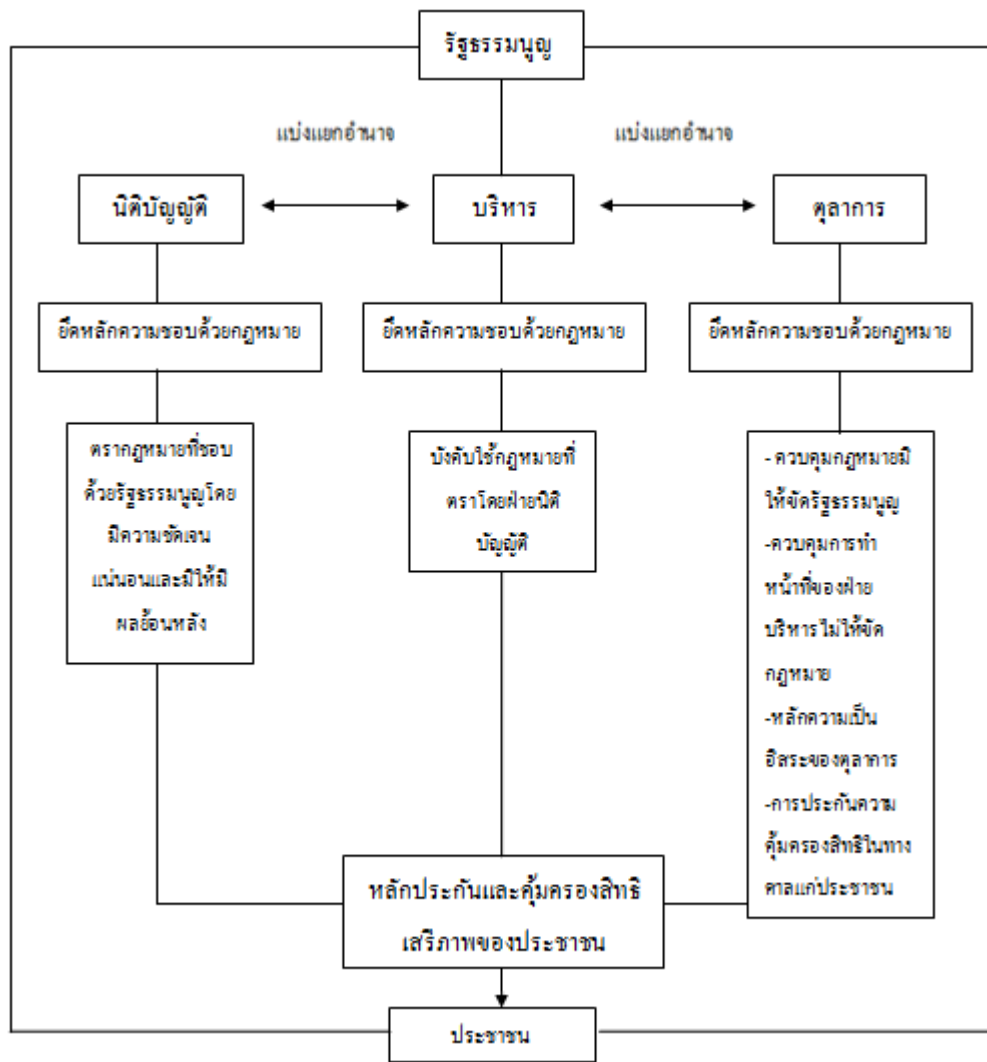 รัฐธรรมนูญ
แบ่งแยกอำนาจ
แบ่งแยกอำนาจ
นิติบัญญัติ
บริหาร
ตุลาการ
ยึดหลักความชอบด้วยกฎหมาย
ยึดหลักความชอบด้วยกฎหมาย
ยึดหลักความชอบด้วยกฎหมาย
ตรากฎหมายที่ชอบ
ด้วยรัฐธรรมนูญโดย
มีความชัดเจน
แน่นอนและมิให้มี
ผลย้อนหลัง
บังคับใช้กฎหมายที่
ตราโดยฝ่ายนิติ
บัญญัติ
- ควบคุมกฎหมายมิ
ให้ขัดรัฐธรรมนูญ
-ควบคุมการทำ
หน้าที่ของฝ่าย
บริหารไม่ให้ขัด
กฎหมาย
-หลักความเป็น
อิสระของตุลาการ
-การประกันความ
คุ้มครองสิทธิในทาง
ศาลแก่ประชาชน
หลักประกันและคุ้มครองสิทธิ
เสรีภาพของประชาชน
ประชาชน